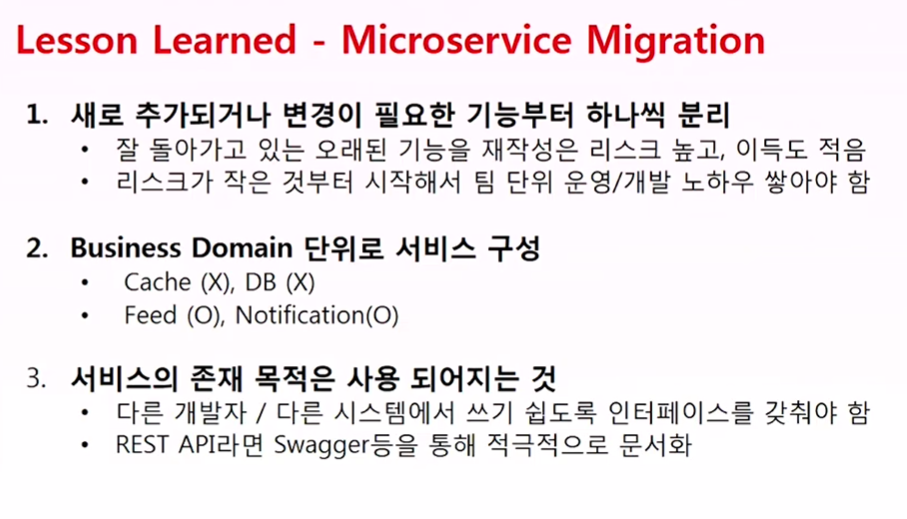 Lesson Learned - Microservice Migration
1. 새로 추가되거나 변경이 필요한 기능부터 하나씩 분리
• 잘 돌아가고 있는 오래된 기능을 재작성은 리스크 높고, 이득도 적음
• 리스크가 작은 것부터 시작해서 팀 단위 운영/개발 노하우 쌓아야 함
2. Business Domain 단위로 서비스 구성
• Cache (X), DB (X)
• Feed (O), Notification(O)
3. 서비스의 존재 목적은 사용 되어지는 것
• 다른 개발자 / 다른 시스템에서 쓰기 쉽도록 인터페이스를 갖춰야 함
• REST API라면 Swagger등을 통해 적극적으로 문서화